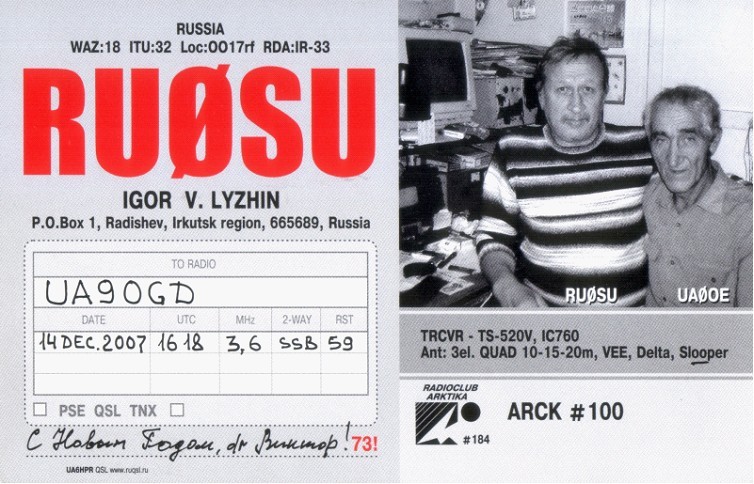 RUSSIA
WAZ:18 ITU:32 Loc:OO17rf RDA:IR-33
RUØSU
IGOR V. LYZHIN
P.O.Box 1, Radishev, Irkutsk region, 665689, Russia
TO RADIO
UA9OGD
DATE UTC MHz 2-WAY RST
14 DEC. 2007 16 18 3,6 SSB 59
PSE QSL TNX
С Новым Годом, dr Виктор! 73!
UA6HPR QSL www.ruqsl.ru
RUØSU UAØOE
TRCVR - TS-520V, IC760
Ant: 3el. QUAD 10-15-20m, VEE, Delta, Slooper
RADIOCLUB
ARKTIKA
#184
ARCK #100